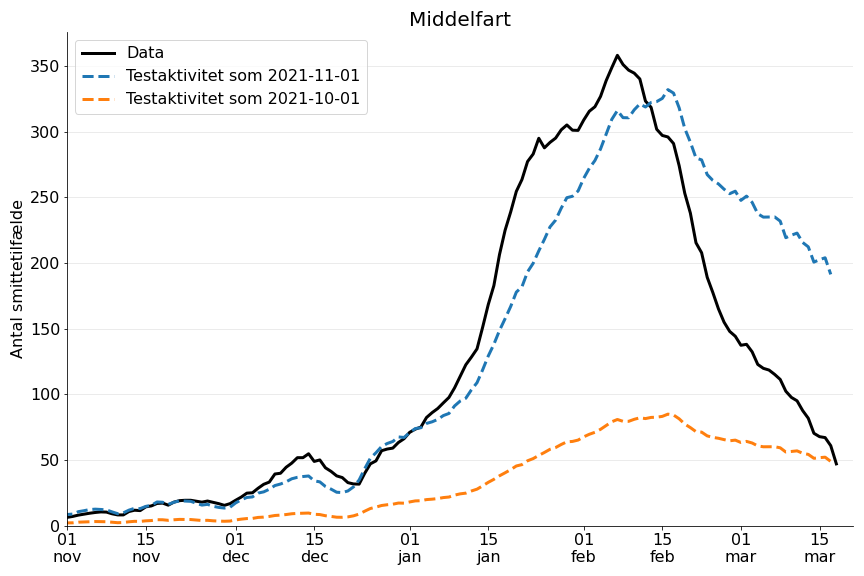 Middelfart
Data
Testaktivitet som 2021-11-01
Testaktivitet som 2021-10-01
Antal smittetilfælde
350
300
250
200
150
100
50
0
01 15 01 15 01 15 01 15 01 15
nov nov dec dec jan jan feb feb mar mar